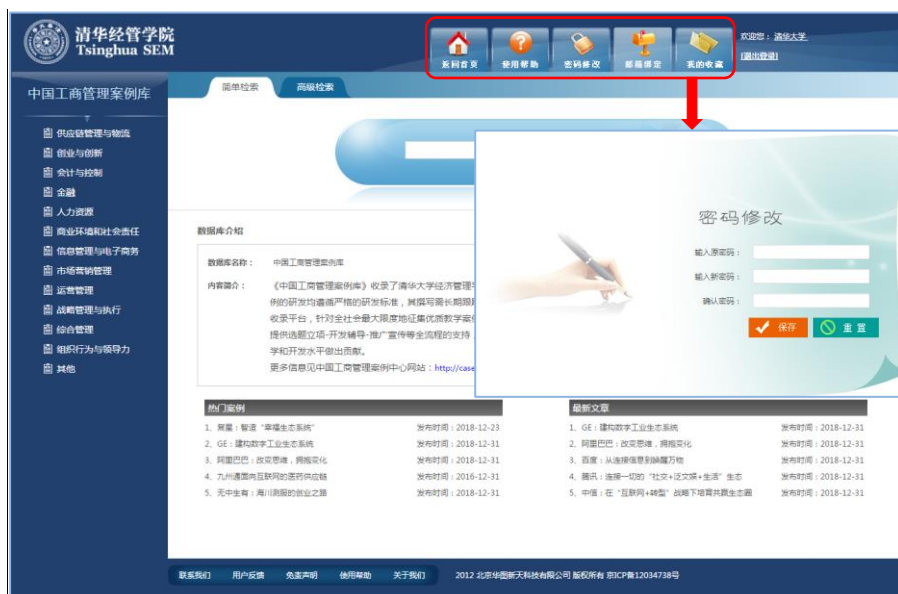 清华经管学院
Tsinghua SEM
返回首页
使用帮助
密码修改
邮箱绑定
我的收藏
欢迎您：清华大学
[退出登录]
中国工商管理案例库
简单检索
高级检索
供应链管理与物流
创业与创新
会计与控制
金融
人力资源
商业环境和社会责任
信息管理与电子商务
市场营销管理
运营管理
战略管理与执行
综合管理
组织行为与领导力
其他
密码修改
输入原密码：
输入新密码：
确认密码：
保存
重置
数据库介绍
数据库名称：
中国工商管理案例库
内容简介：
《中国工商管理案例库》收录了清华大学经济管理
例的研发均遵循严格的研发标准，其撰写需长期跟
收录平台，针对全社会最大限度地征集优质教学案
提供选题立项-开发辅导-推广宣传等全流程的支持，
学和开发水平做出贡献。
更多信息见中国工商管理案例中心网站：http://case
热门案例
1、聚星：智造“幸福生态系统” 发布时间：2018-12-23
2、GE：建构数字工业生态系统 发布时间：2018-12-31
3、阿里巴巴：改变思维，拥抱变化 发布时间：2018-12-31
4、九州通面向互联网的医药供应链 发布时间：2016-12-31
5、无中生有：海川测服的创业之路 发布时间：2018-12-31
最新文章
1、GE：建构数字工业生态系统 发布时间：2018-12-31
2、阿里巴巴：改变思维，拥抱变化 发布时间：2018-12-31
3、百度：从连接信息到唤醒万物 发布时间：2018-12-31
4、腾讯：连接一切的“社交+泛文娱+生活”生态 发布时间：2018-12-31
5、中信：在“互联网+转型”战略下培育共赢生态圈 发布时间：2018-12-31
联系我们
用户反馈
免责声明
使用帮助
关于我们
2012 北京华图新天科技有限公司 版权所有 京ICP备12034738号